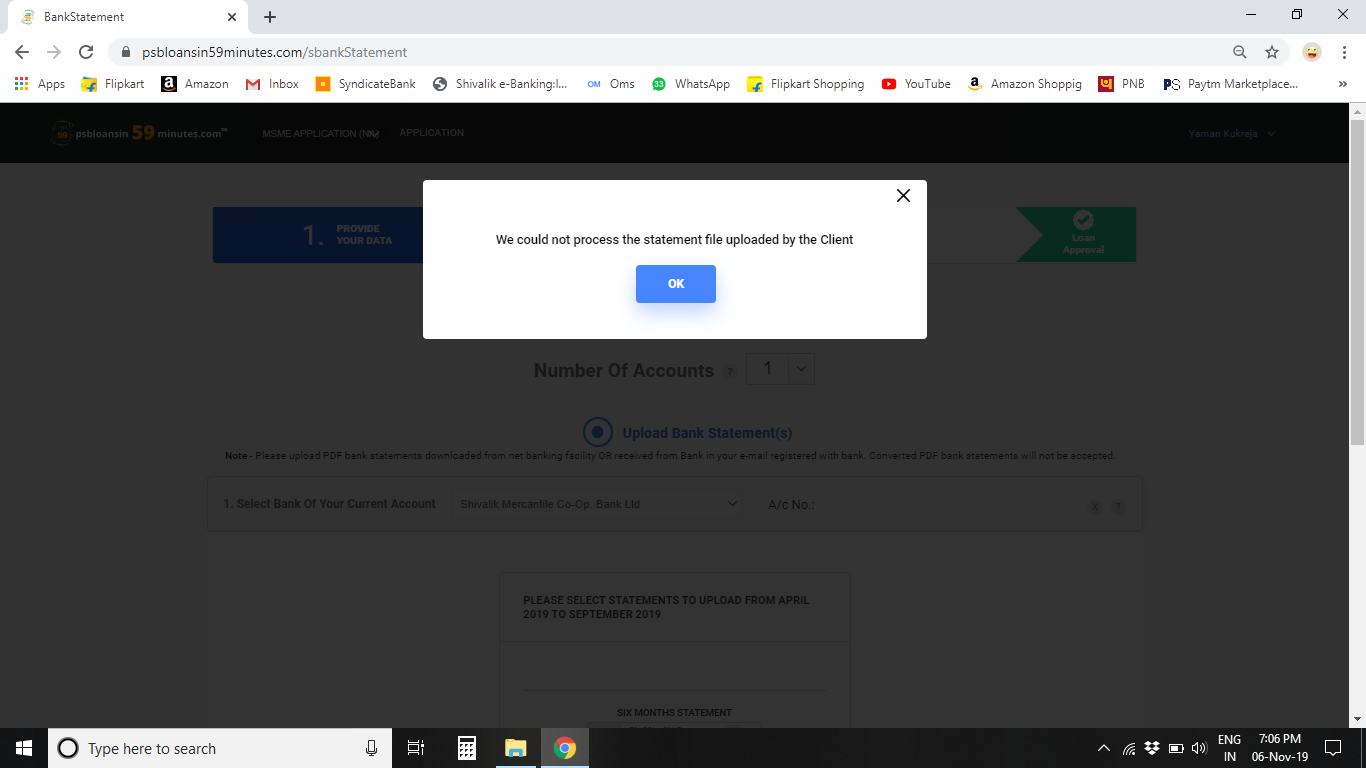 BankStatement
psbloansin59minutes.com/sbankStatement
Apps Flipkart Amazon Inbox SyndicateBank Shivalik e-Banking:I... OM Oms 33 WhatsApp Flipkart Shopping YouTube Amazon Shoppig PNB PS Paytm Marketplace...
59 psbloansin 59 minutes.com™ MSME APPLICATION APPLICATION Yaman Kukreja
We could not process the statement file uploaded by the Client
OK
1. PROVIDE
YOUR DATA
Loan
Approval
Number Of Accounts ? 1
Upload Bank Statement(s)
Note - Please upload PDF bank statements downloaded from net banking facility OR received from Bank in your e-mail registered with bank. Converted PDF bank statements will not be accepted.
1. Select Bank Of Your Current Account Shivalik Mercantile Co-Op. Bank Ltd A/c No.: X ?
PLEASE SELECT STATEMENTS TO UPLOAD FROM APRIL
2019 TO SEPTEMBER 2019
SIX MONTHS STATEMENT
Type here to search
ENG
IN
7:06 PM
06-Nov-19